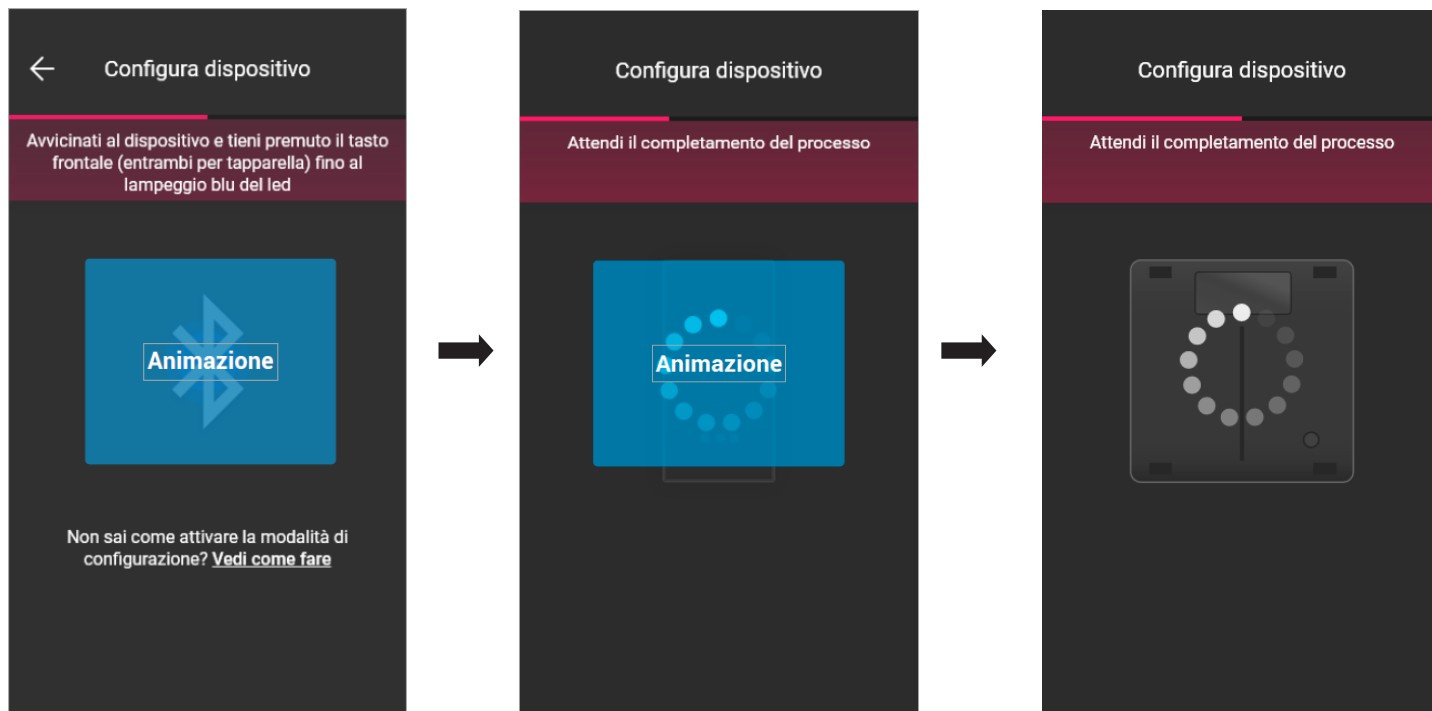 Configura dispositivo
Avvicinati al dispositivo e tieni premuto il tasto
frontale (entrambi per tapparella) fino al
lampeggio blu del led
Animazione
Non sai come attivare la modalità di
configurazione? Vedi come fare
Configura dispositivo
Attendi il completamento del processo
Animazione
Configura dispositivo
Attendi il completamento del processo